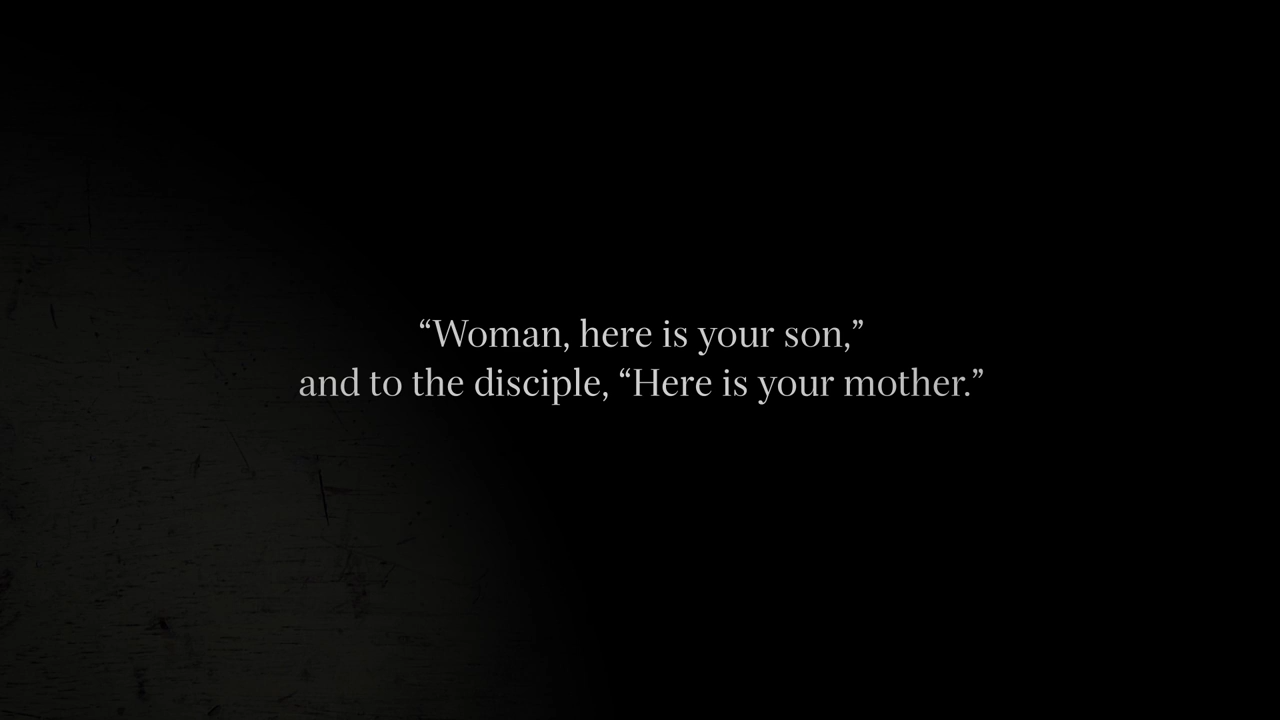 “Woman, here is your son,”
and to the disciple, “Here is your mother.”